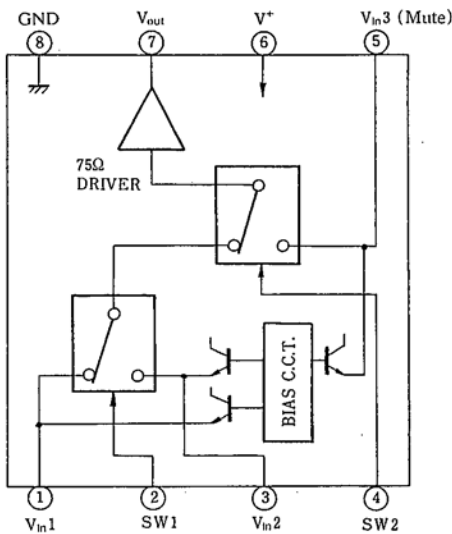 GND Vout V+ VIn3 (Mute)
8 7 6 5
75Ω
DRIVER
BIAS C.C.T.
1 2 3 4
VIn1 SW1 VIn2 SW2